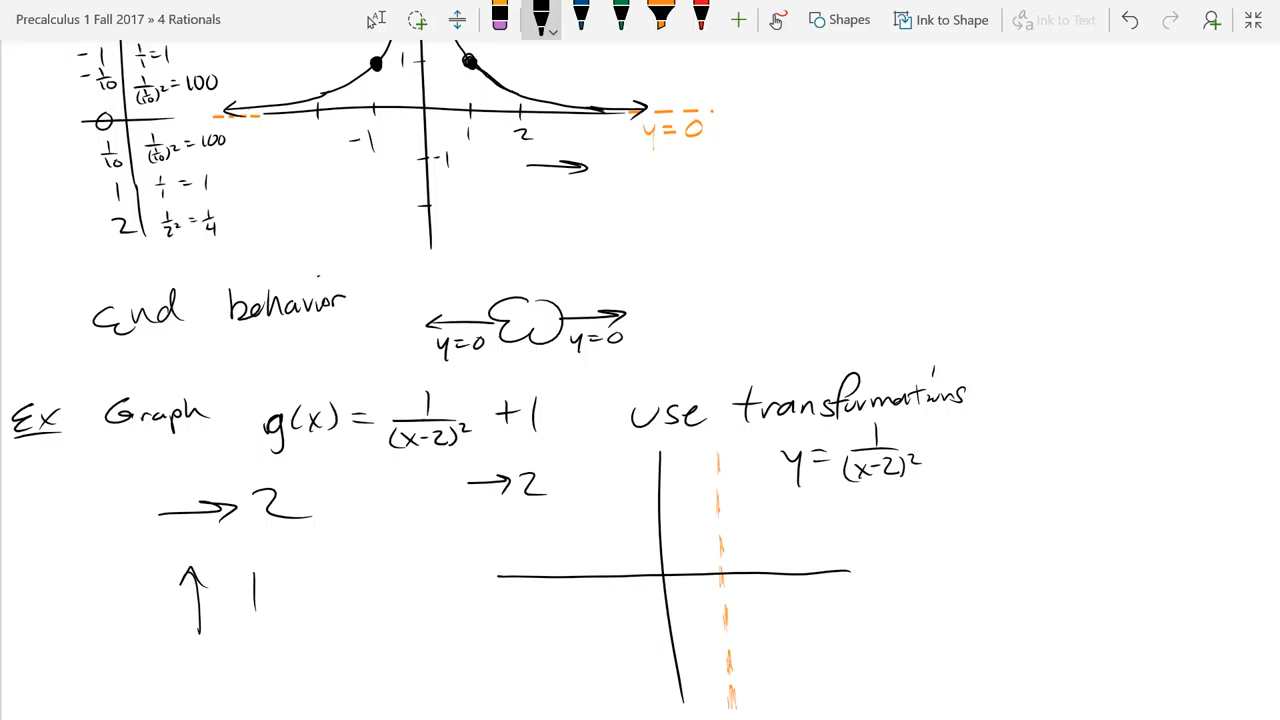 Precalculus 1 Fall 2017 » 4 Rationals
Shapes
Ink to Shape
Ink to Text
-1 1/1 = 1
-1/10 1/(1/10)² = 100
0
1/10 1/(1/10)² = 100
1 1/1 = 1
2 1/2² = 1/4
1
-1 1 2
-1
y = 0
End behavior
y=0 y=0
Ex Graph g(x) = 1/(x-2)² + 1 use transformations
y = 1/(x-2)²
→ 2
→ 2
↑ 1